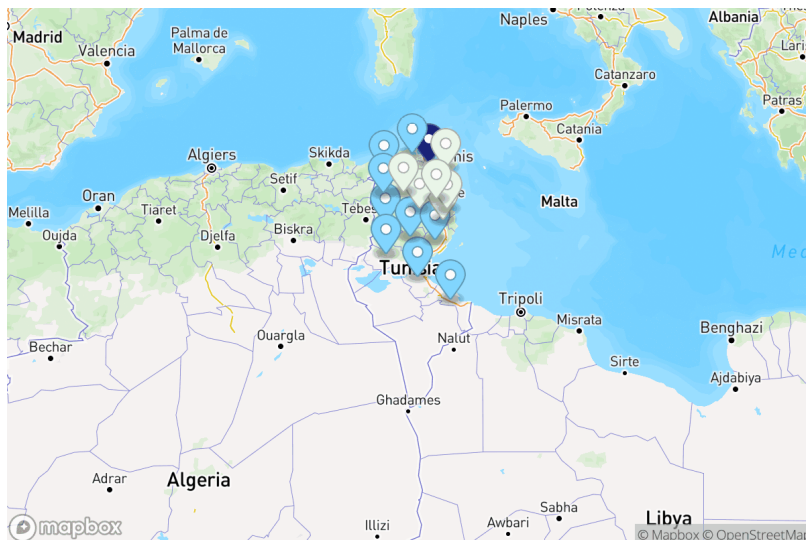 Madrid
Valencia
Palma de
Mallorca
Naples
Potenza
Albania
Catanzaro
Patras
Palermo
Catania
Malta
Algiers
Skikda
Setif
Oran
Tiaret
Melilla
Oujda
Djelfa
Biskra
Tunisia
Tripoli
Misrata
Benghazi
Sirte
Ajdabiya
Bechar
Ouargla
Nalut
Ghadames
Adrar
Algeria
Illizi
Sabha
Awbari
Libya
mapbox
© Mapbox © OpenStreetMap